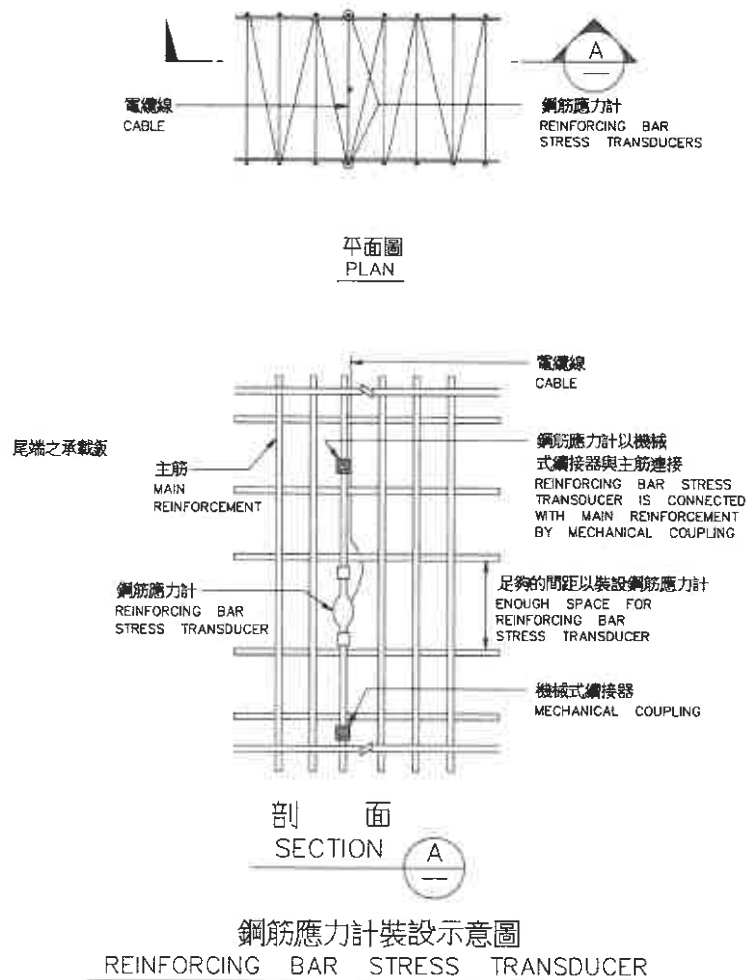 電纜線
CABLE
A
鋼筋應力計
REINFORCING BAR
STRESS TRANSDUCERS
平面圖
PLAN
電纜線
CABLE
尾端之承載鈑
主筋
MAIN
REINFORCEMENT
鋼筋應力計以機械
式續接器與主筋連接
REINFORCING BAR STRESS
TRANSDUCER IS CONNECTED
WITH MAIN REINFORCEMENT
BY MECHANICAL COUPLING
鋼筋應力計
REINFORCING BAR
STRESS TRANSDUCER
足夠的間距以裝設鋼筋應力計
ENOUGH SPACE FOR
REINFORCING BAR
STRESS TRANSDUCER
機械式續接器
MECHANICAL COUPLING
剖 面
SECTION
A
鋼筋應力計裝設示意圖
REINFORCING BAR STRESS TRANSDUCER